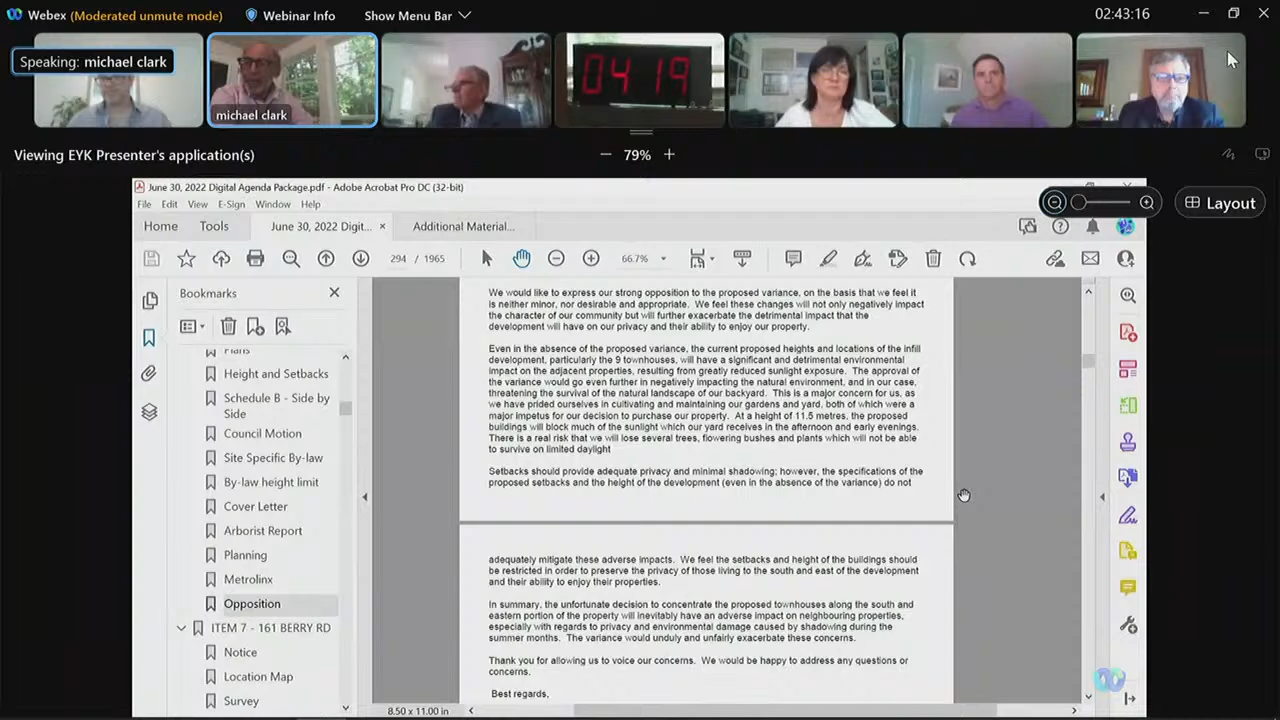 Webex (Moderated unmute mode) Webinar Info Show Menu Bar 02:43:16
Speaking: michael clark
michael clark
04 19
Viewing EYK Presenter's application(s) 79%
June 30, 2022 Digital Agenda Package.pdf - Adobe Acrobat Pro DC (32-bit)
File Edit View E-Sign Window Help
Layout
Home Tools June 30, 2022 Digit... × Additional Material...
294 / 1965 66.7%
Bookmarks
Plans
Height and Setbacks
Schedule B - Side by
Side
Council Motion
Site Specific By-law
By-law height limit
Cover Letter
Arborist Report
Planning
Metrolinx
Opposition
ITEM 7 - 161 BERRY RD
Notice
Location Map
Survey
We would like to express our strong opposition to the proposed variance, on the basis that we feel it
is neither minor, nor desirable and appropriate. We feel these changes will not only negatively impact
the character of our community but will further exacerbate the detrimental impact that the
development will have on our privacy and their ability to enjoy our property.
Even in the absence of the proposed variance, the current proposed heights and locations of the infill
development, particularly the 9 townhouses, will have a significant and detrimental environmental
impact on the adjacent properties, resulting from greatly reduced sunlight exposure. The approval of
the variance would go even further in negatively impacting the natural environment, and in our case,
threatening the survival of the natural landscape of our backyard. This is a major concern for us, as
we have prided ourselves in cultivating and maintaining our gardens and yard, both of which were a
major impetus for our decision to purchase our property. At a height of 11.5 metres, the proposed
buildings will block much of the sunlight which our yard receives in the afternoon and early evenings.
There is a real risk that we will lose several trees, flowering bushes and plants which will not be able
to survive on limited daylight
Setbacks should provide adequate privacy and minimal shadowing; however, the specifications of the
proposed setbacks and the height of the development (even in the absence of the variance) do not
adequately mitigate these adverse impacts. We feel the setbacks and height of the buildings should
be restricted in order to preserve the privacy of those living to the south and east of the development
and their ability to enjoy their properties.
In summary, the unfortunate decision to concentrate the proposed townhouses along the south and
eastern portion of the property will inevitably have an adverse impact on neighbouring properties,
especially with regards to privacy and environmental damage caused by shadowing during the
summer months. The variance would unduly and unfairly exacerbate these concerns.
Thank you for allowing us to voice our concerns. We would be happy to address any questions or
concerns.
Best regards,
8.50 x 11.00 in